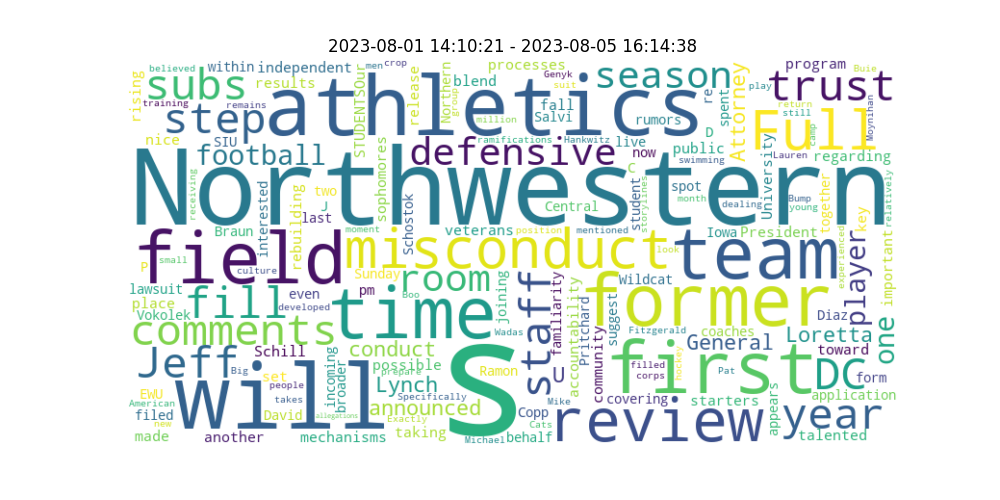 2023-08-01 14:10:21 - 2023-08-05 16:14:38
believed within independent men crop processes Genyk suit season program Buie
rising training subs results blend athletics release Northern group STUDENTSOur million fall Salvi re spent play trust
remains step rumors Attorney Full return still camp Moynihan
nice SIU football sophomores defensive ramifications Hankwitz live now D public swimming Lauren regarding
receiving Northwestern C spot month student storylines dealing University Bump young together key relatively
interested two J last rebuilding Schostok Central mentioned
Braun moment veterans position Iowa President experienced
P field misconduct look team important
small culture Sunday room joining familiarity Wildcat player
lawsuit place Vokolek fill even developed pm time Boo staff former Diaz
comments Wadas accountability Pritchard suggest Fitzgerald coaches Loretta one
Jeff Schill conduct possible U community General toward
Big set incoming broader Lynch Ramon first hockey Pat DC form
EWU people will prepare S filled corps application
American takes David allegations announced Specifically Mike covering starters year
filed new Exactly Copp Cats review appears talented
made another mechanisms taking Michael behalf